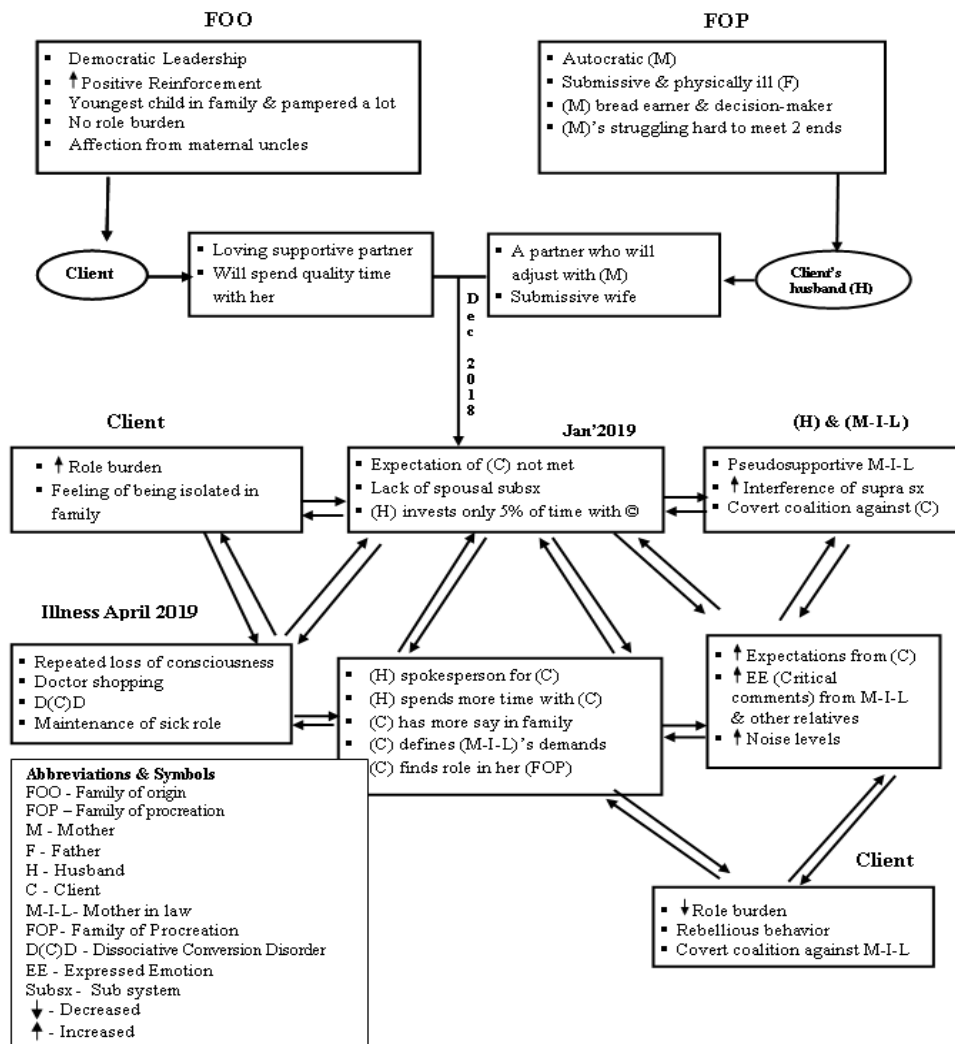 FOO
▪ Democratic Leadership
▪ ↑Positive Reinforcement
▪ Youngest child in family & pampered a lot
▪ No role burden
▪ Affection from maternal uncles
FOP
▪ Autocratic (M)
▪ Submissive & physically ill (F)
▪ (M) bread earner & decision-maker
▪ (M)'s struggling hard to meet 2 ends
Client
▪ Loving supportive partner
▪ Will spend quality time
with her
▪ A partner who will
adjust with (M)
▪ Submissive wife
Client's
husband (H)
Dec 2018
Client
▪ ↑ Role burden
▪ Feeling of being isolated in
family
Jan'2019
▪ Expectation of (C) not met
▪ Lack of spousal subsx
▪ (H) invests only 5% of time with ©
(H) & (M-I-L)
▪ Pseudosupportive M-I-L
▪ ↑ Interference of supra sx
▪ Covert coalition against (C)
Illness April 2019
▪ Repeated loss of consciousness
▪ Doctor shopping
▪ D(C)D
▪ Maintenance of sick role
▪ (H) spokesperson for (C)
▪ (H) spends more time with (C)
▪ (C) has more say in family
▪ (C) defines (M-I-L)'s demands
▪ (C) finds role in her (FOP)
▪ ↑ Expectations from (C)
▪ ↑ EE (Critical
comments) from M-I-L
& other relatives
▪ ↑ Noise levels
Client
▪ ↓ Role burden
▪ Rebellious behavior
▪ Covert coalition against M-I-L
Abbreviations & Symbols
FOO - Family of origin
FOP – Family of procreation
M - Mother
F - Father
H - Husband
C - Client
M-I-L- Mother in law
FOP- Family of Procreation
D(C)D - Dissociative Conversion Disorder
EE - Expressed Emotion
Subsx - Sub system
↓ - Decreased
↑ - Increased